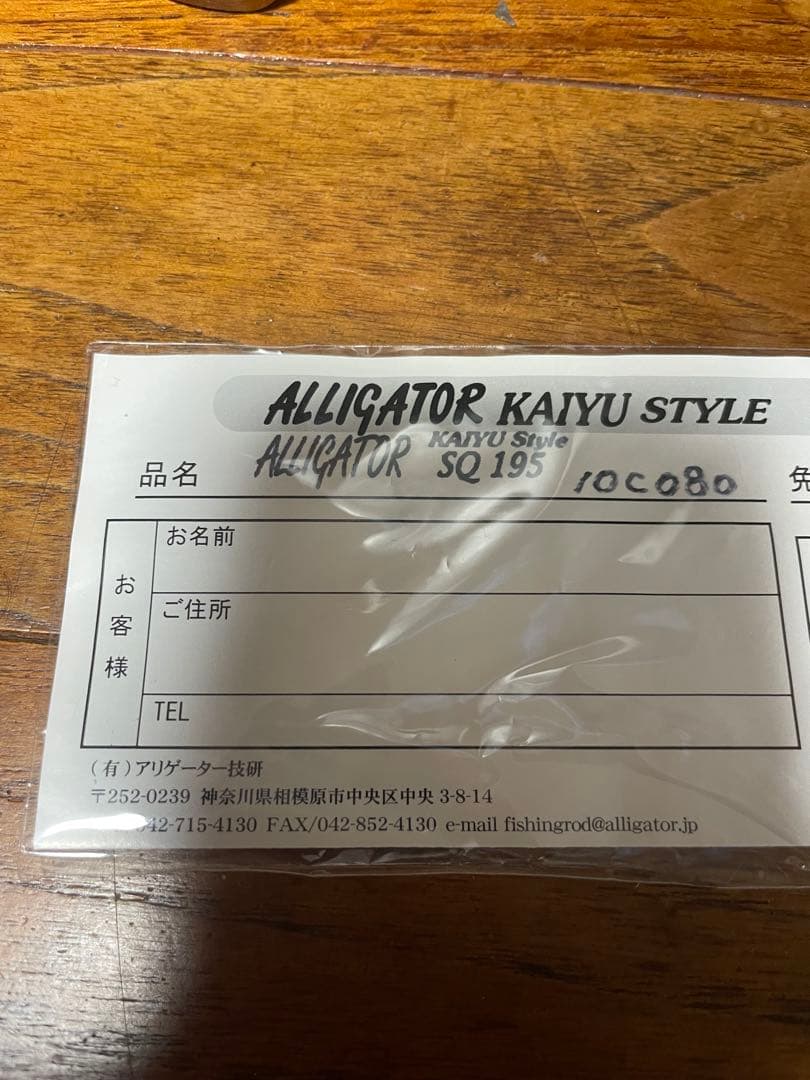 ALLIGATOR KAIYU STYLE
品名 ALLIGATOR KAIYU Style SQ 195 10C080
お客様
お名前
ご住所
TEL
(有)アリゲーター技研
〒252-0239 神奈川県相模原市中央区中央 3-8-14
042-715-4130 FAX/042-852-4130 e-mail fishingrod@alligator.jp